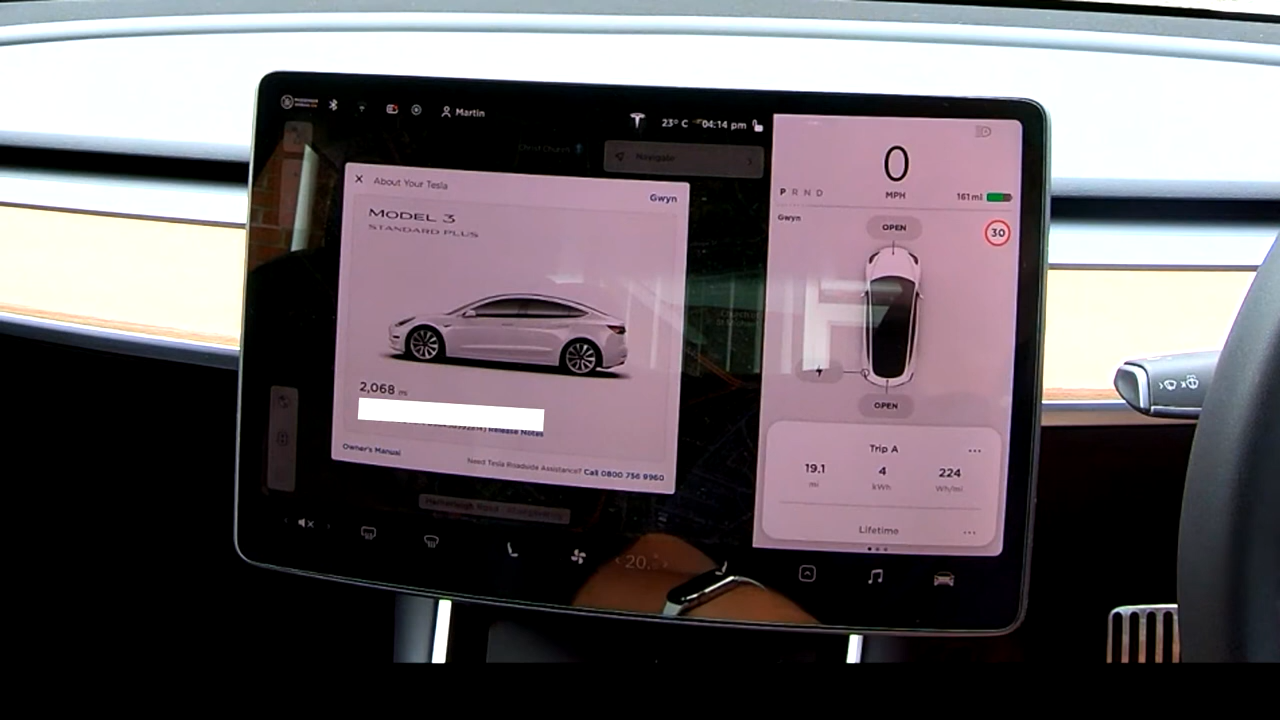 Martin
23° C 04:14 pm
Navigate
About Your Tesla
Gwyn
MODEL 3
STANDARD PLUS
2,068 mi
Release Notes
Owner's Manual
Need Tesla Roadside Assistance? Call 0800 756 9960
20.
0
MPH
P R N D
161 mi
Gwyn
30
OPEN
OPEN
Trip A ...
19.1 4 224
mi kWh Wh/mi
Lifetime ...